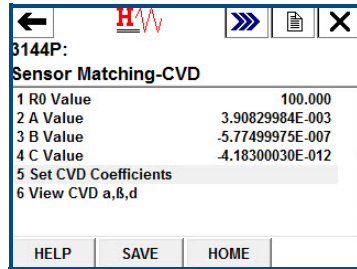 H
3144P:
Sensor Matching-CVD
1 R0 Value 100.000
2 A Value 3.90829984E-003
3 B Value -5.77499975E-007
4 C Value -4.18300030E-012
5 Set CVD Coefficients
6 View CVD a,ß,d
HELP SAVE HOME